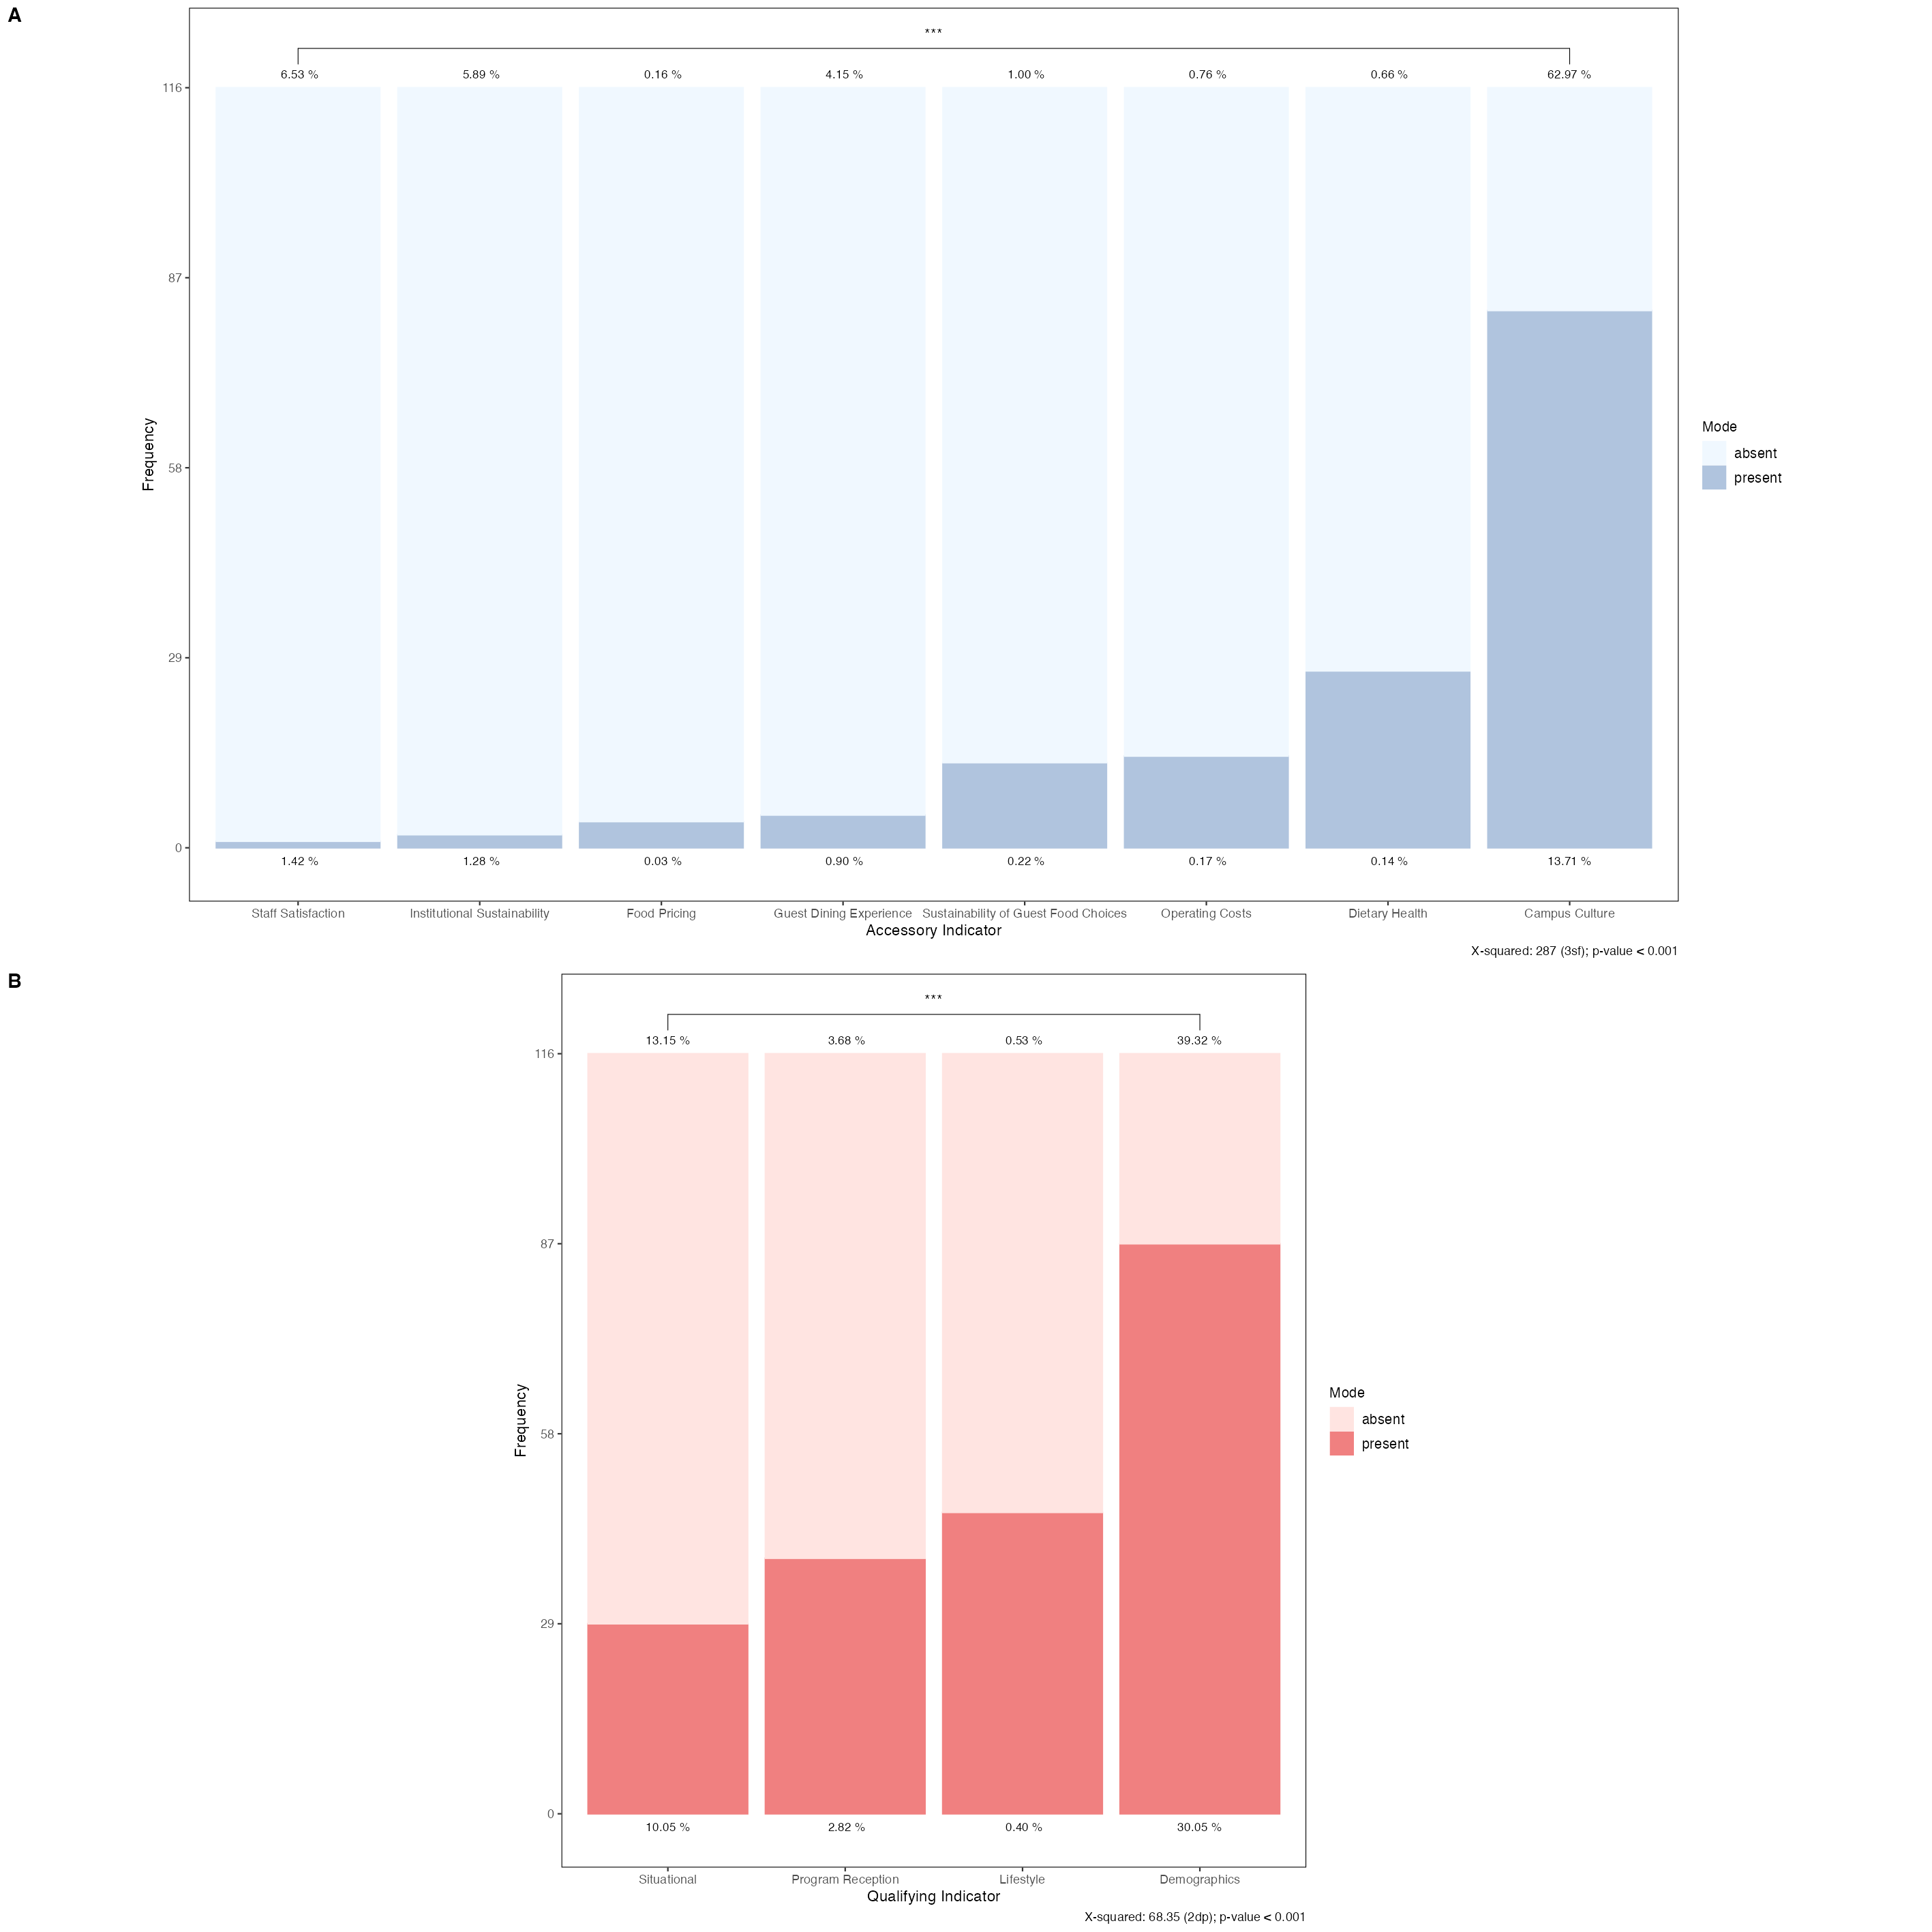 A
***
6.53 % 5.89 % 0.16 % 4.15 % 1.00 % 0.76 % 0.66 % 62.97 %
116
87
58
29
0
Frequency
Mode
absent
present
1.42 % 1.28 % 0.03 % 0.90 % 0.22 % 0.17 % 0.14 % 13.71 %
Staff Satisfaction Institutional Sustainability Food Pricing Guest Dining Experience Sustainability of Guest Food Choices Operating Costs Dietary Health Campus Culture
Accessory Indicator
X-squared: 287 (3sf); p-value < 0.001
B
***
13.15 % 3.68 % 0.53 % 39.32 %
116
87
58
29
0
Frequency
Mode
absent
present
10.05 % 2.82 % 0.40 % 30.05 %
Situational Program Reception Lifestyle Demographics
Qualifying Indicator
X-squared: 68.35 (2dp); p-value < 0.001